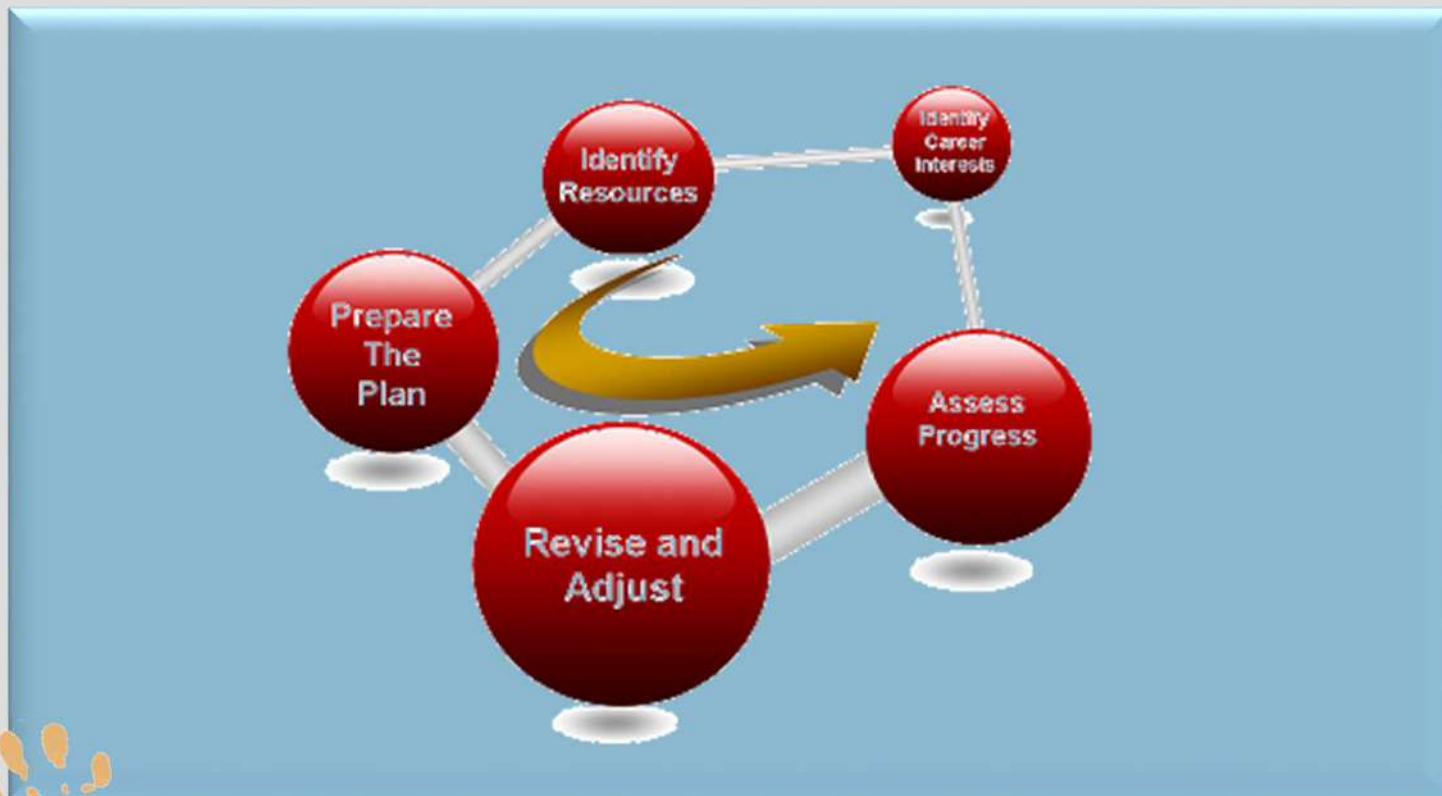 Identify
Career
Interests
Identify
Resources
Prepare
The
Plan
Revise and
Adjust
Assess
Progress